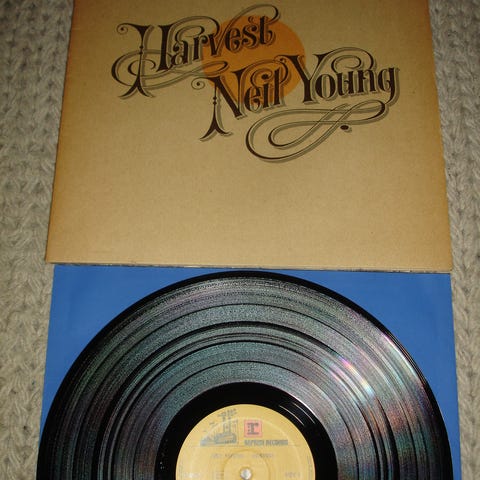 Harvest
Neil Young
r
REPRISE RECORDS